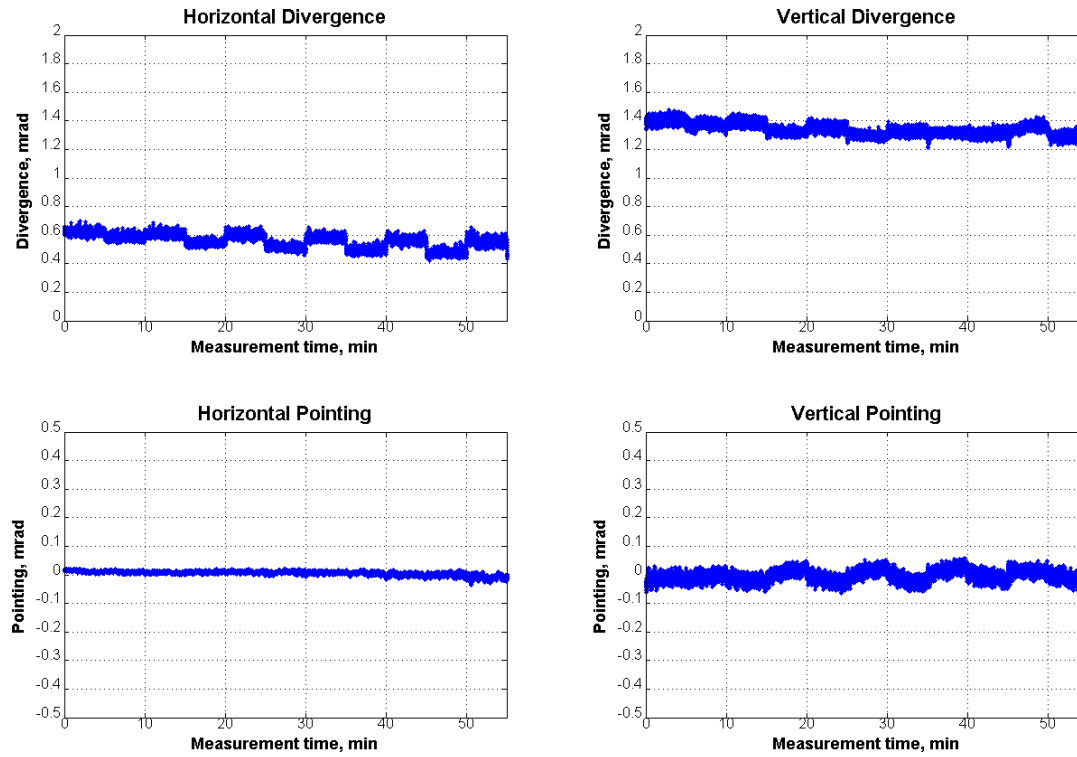 Horizontal Divergence
2
1.8
1.6
1.4
1.2
1
0.8
0.6
0.4
0.2
0
0 10 20 30 40 50
Divergence, mrad
Measurement time, min
Vertical Divergence
2
1.8
1.6
1.4
1.2
1
0.8
0.6
0.4
0.2
0
0 10 20 30 40 50
Divergence, mrad
Measurement time, min
Horizontal Pointing
0.5
0.4
0.3
0.2
0.1
0
-0.1
-0.2
-0.3
-0.4
-0.5
0 10 20 30 40 50
Pointing, mrad
Measurement time, min
Vertical Pointing
0.5
0.4
0.3
0.2
0.1
0
-0.1
-0.2
-0.3
-0.4
-0.5
0 10 20 30 40 50
Pointing, mrad
Measurement time, min